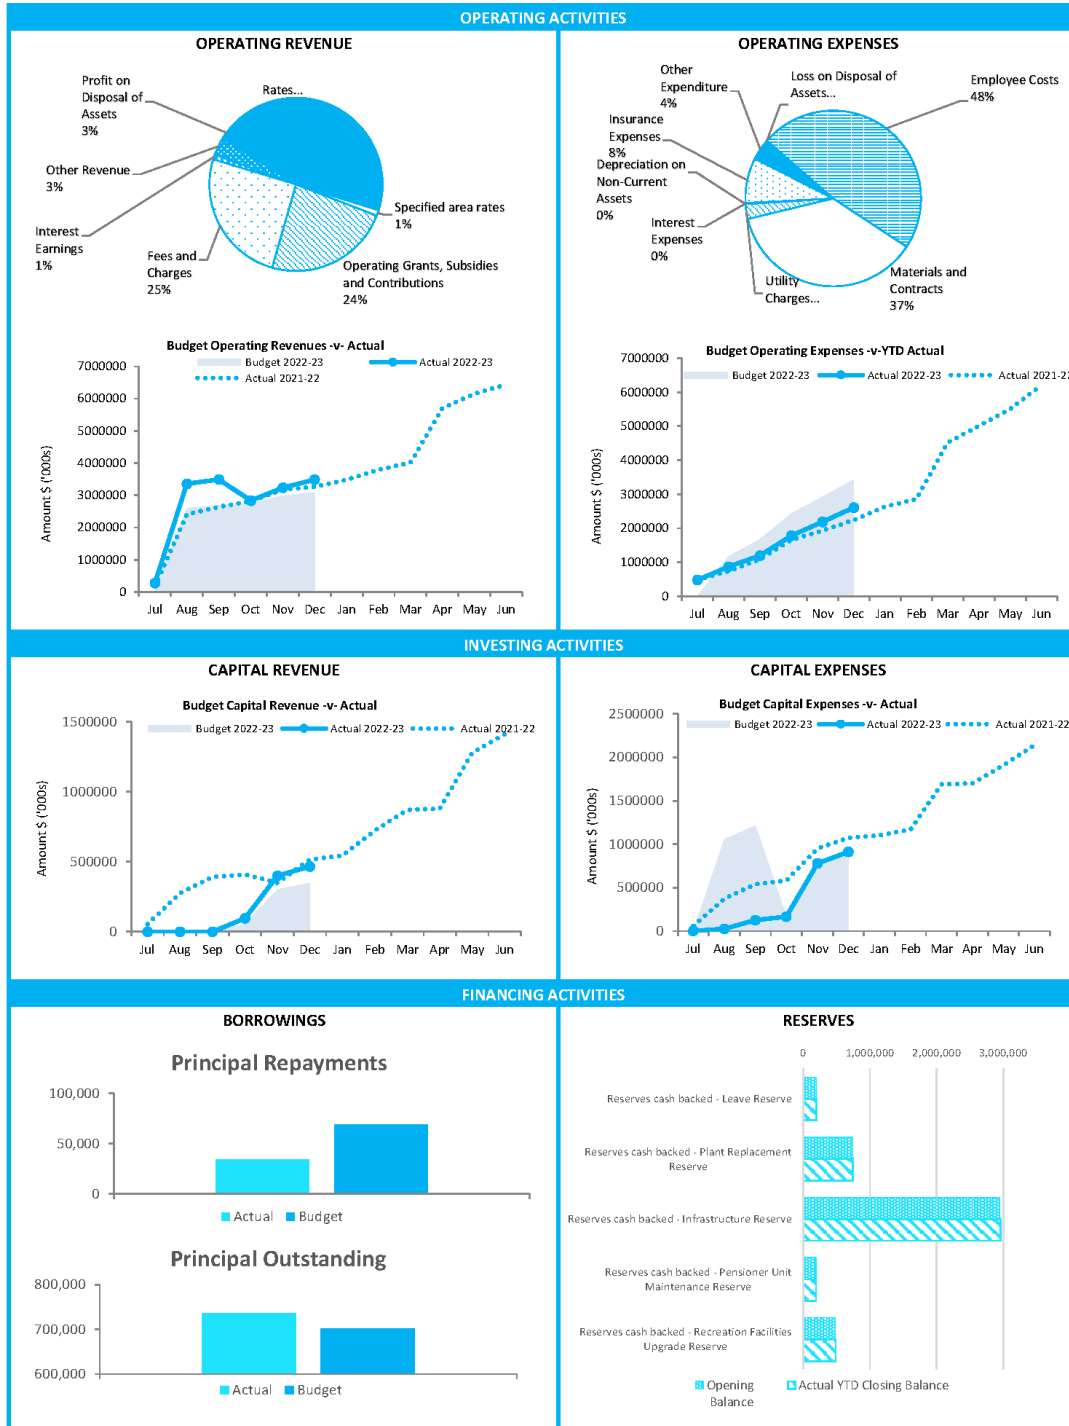 OPERATING ACTIVITIES
OPERATING REVENUE
Profit on
Disposal of
Assets
3%
Rates...
Other Revenue
3%
Interest
Earnings
1%
Fees and
Charges
25%
Specified area rates
1%
Operating Grants, Subsidies
and Contributions
24%
OPERATING EXPENSES
Other
Expenditure
4%
Loss on Disposal of
Assets...
Employee Costs
48%
Insurance
Expenses
8%
Depreciation on
Non-Current
Assets
0%
Interest
Expenses
0%
Utility
Charges...
Materials and
Contracts
37%
Budget Operating Revenues -v- Actual
Budget 2022-23
Actual 2022-23
Actual 2021-22
Amount $ ('000s)
7000000
6000000
5000000
4000000
3000000
2000000
1000000
0
Jul Aug Sep Oct Nov Dec Jan Feb Mar Apr May Jun
Budget Operating Expenses -v-YTD Actual
Budget 2022-23 Actual 2022-23 Actual 2021-22
Amount $ ('000s)
7000000
6000000
5000000
4000000
3000000
2000000
1000000
0
Jul Aug Sep Oct Nov Dec Jan Feb Mar Apr May Jun
INVESTING ACTIVITIES
CAPITAL REVENUE
Budget Capital Revenue -v- Actual
Budget 2022-23 Actual 2022-23 Actual 2021-22
Amount $ ('000s)
1500000
1000000
500000
0
Jul Aug Sep Oct Nov Dec Jan Feb Mar Apr May Jun
CAPITAL EXPENSES
Budget Capital Expenses -v- Actual
Budget 2022-23 Actual 2022-23 Actual 2021-22
Amount $ ('000s)
2500000
2000000
1500000
1000000
500000
0
Jul Aug Sep Oct Nov Dec Jan Feb Mar Apr May Jun
FINANCING ACTIVITIES
BORROWINGS
Principal Repayments
100,000
50,000
0
Actual Budget
Principal Outstanding
800,000
700,000
600,000
Actual Budget
RESERVES
0 1,000,000 2,000,000 3,000,000
Reserves cash backed - Leave Reserve
Reserves cash backed - Plant Replacement
Reserve
Reserves cash backed - Infrastructure Reserve
Reserves cash backed - Pensioner Unit
Maintenance Reserve
Reserves cash backed - Recreation Facilities
Upgrade Reserve
Opening
Balance
Actual YTD Closing Balance